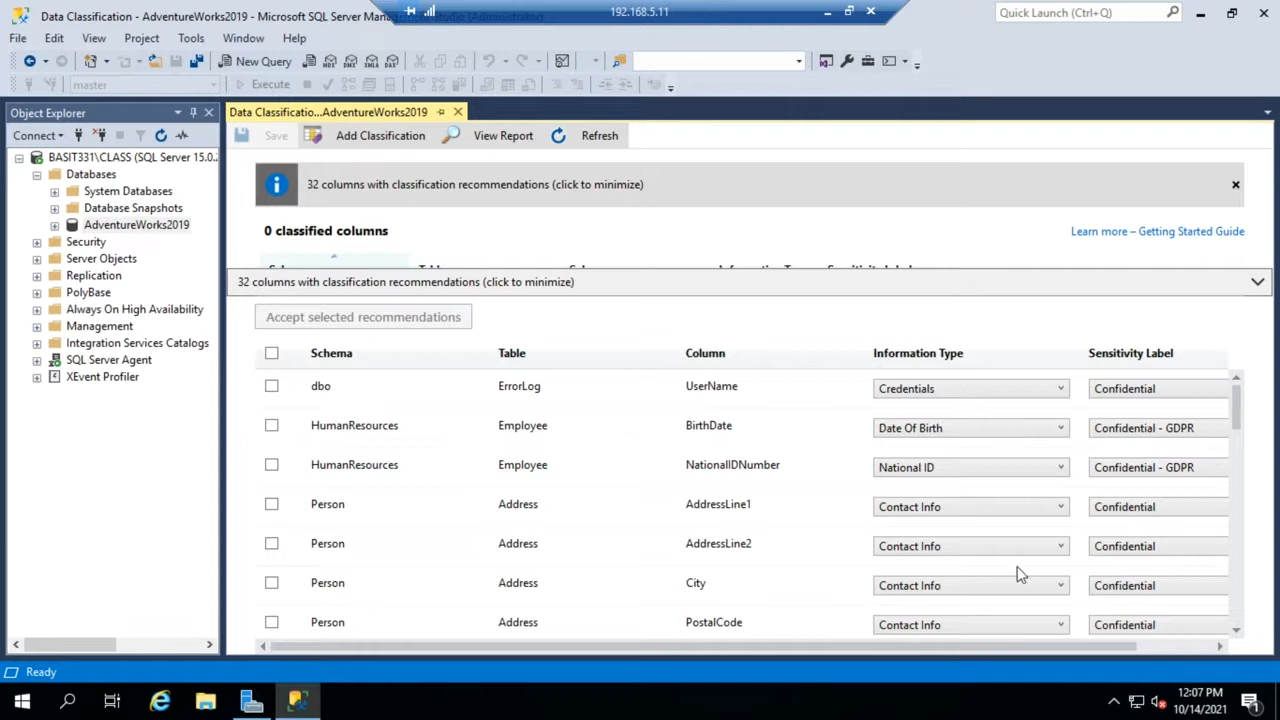 Data Classification - AdventureWorks2019 - Microsoft SQL Server Management Studio (Administrator)
192.168.5.11
Quick Launch (Ctrl+Q)
File Edit View Project Tools Window Help
New Query
MDX DMX XMLA DAX
master
Execute
Object Explorer
Data Classificatio...AdventureWorks2019
Connect
Save Add Classification View Report Refresh
BASIT331\CLASS (SQL Server 15.0.2
Databases
System Databases
Database Snapshots
AdventureWorks2019
Security
Server Objects
Replication
PolyBase
Always On High Availability
Management
Integration Services Catalogs
SQL Server Agent
XEvent Profiler
32 columns with classification recommendations (click to minimize)
0 classified columns
Learn more – Getting Started Guide
32 columns with classification recommendations (click to minimize)
Accept selected recommendations
Schema Table Column Information Type Sensitivity Label
dbo ErrorLog UserName Credentials Confidential
HumanResources Employee BirthDate Date Of Birth Confidential - GDPR
HumanResources Employee NationalIDNumber National ID Confidential - GDPR
Person Address AddressLine1 Contact Info Confidential
Person Address AddressLine2 Contact Info Confidential
Person Address City Contact Info Confidential
Person Address PostalCode Contact Info Confidential
Ready
12:07 PM
10/14/2021
1